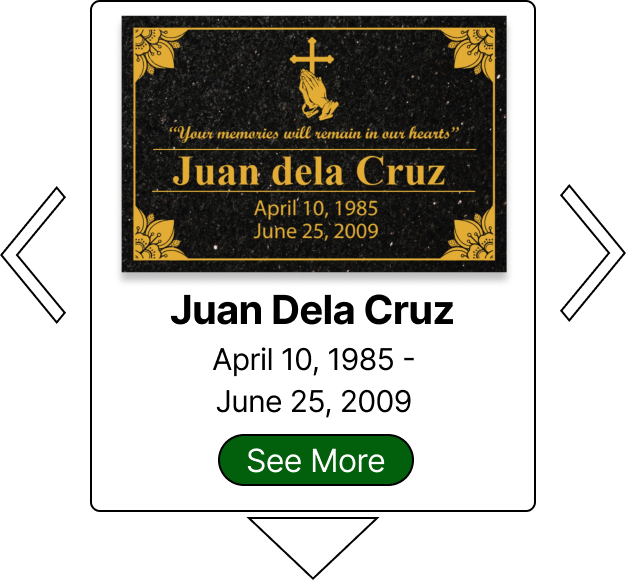 “Your memories will remain in our hearts”
Juan dela Cruz
April 10, 1985
June 25, 2009
Juan Dela Cruz
April 10, 1985 -
June 25, 2009
See More